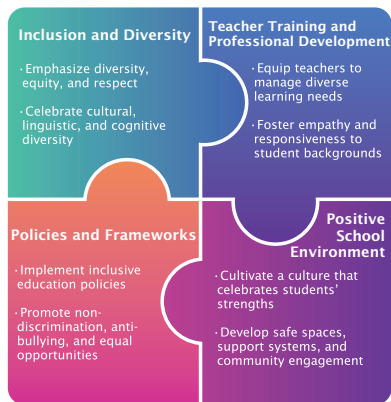 Inclusion and Diversity
· Emphasize diversity,
equity, and respect
· Celebrate cultural,
linguistic, and cognitive
diversity
Teacher Training and
Professional Development
· Equip teachers to
manage diverse
learning needs
· Foster empathy and
responsiveness to
student backgrounds
Policies and Frameworks
· Implement inclusive
education policies
· Promote non-
discrimination, anti-
bullying, and equal
opportunities
Positive
School
Environment
· Cultivate a culture that
celebrates students’
strengths
· Develop safe spaces,
support systems, and
community engagement